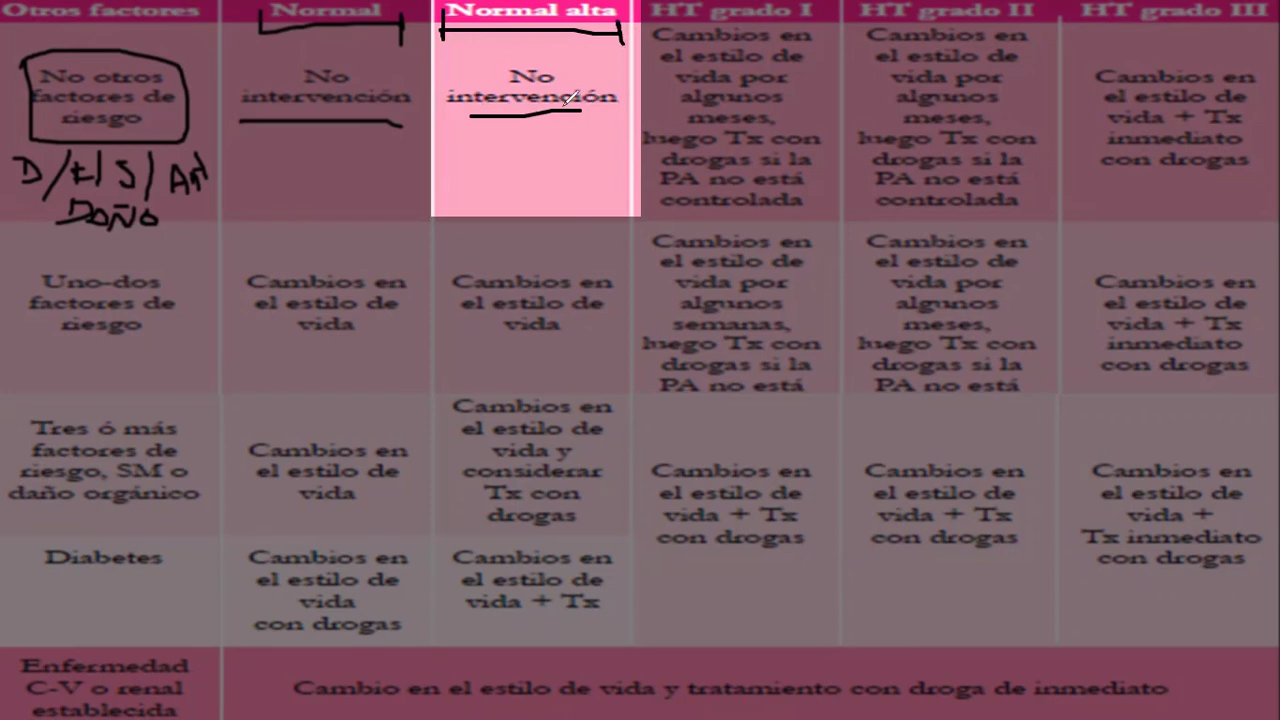 Otros factores
Normal
Normal alta
HT grado I
HT grado II
HT grado III
No otros
factores de
riesgo
No
intervención
No
intervención
Cambios en
el estilo de
vida por
algunos
meses,
luego Tx con
drogas si la
PA no está
controlada
Cambios en
el estilo de
vida por
algunos
meses,
luego Tx con
drogas si la
PA no está
controlada
Cambios en
el estilo de
vida + Tx
inmediato
con drogas
DAÑO
Uno-dos
factores de
riesgo
Cambios en
el estilo de
vida
Cambios en
el estilo de
vida
Cambios en
el estilo de
vida por
algunos
semanas,
luego Tx con
drogas si la
PA no está
Cambios en
el estilo de
vida por
algunos
meses,
luego Tx con
drogas si la
PA no está
Cambios en
el estilo de
vida + Tx
inmediato
con drogas
Tres ó más
factores de
riesgo, SM o
daño orgánico
Cambios en
el estilo de
vida
Cambios en
el estilo de
vida y
considerar
Tx con
drogas
Cambios en
el estilo de
vida + Tx
con drogas
Cambios en
el estilo de
vida + Tx
con drogas
Cambios en
el estilo de
vida +
Tx inmediato
con drogas
Diabetes
Cambios en
el estilo de
vida
con drogas
Cambios en
el estilo de
vida + Tx
Enfermedad
C-V o renal
establecida
Cambio en el estilo de vida y tratamiento con droga de inmediato